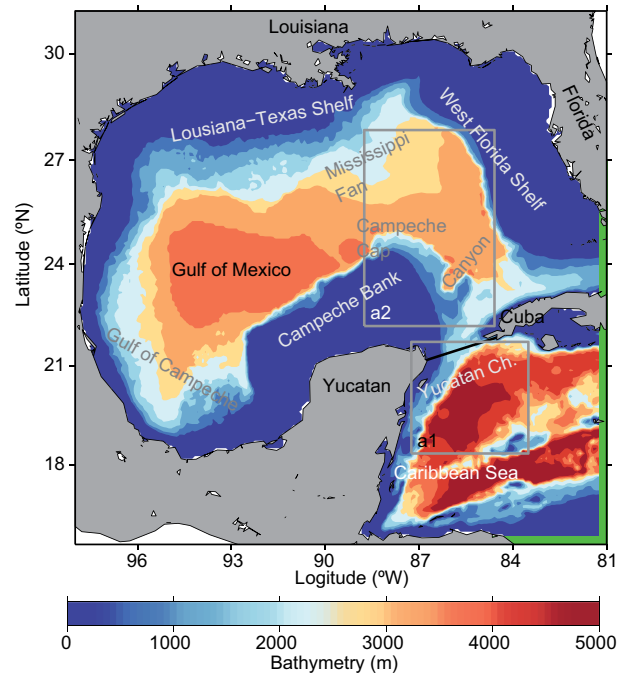 Louisiana
31
Lousiana-Texas Shelf
West Florida Shelf
Florida
27
Mississippi
Fan
Campeche
Cap
Canyon
24
Gulf of Mexico
Latitude (ºN)
Campeche Bank
a2
Cuba
21
Gulf of Campeche
Yucatan
Yucatan Ch.
a1
18
Caribbean Sea
96
93
90
87
84
81
Logitude (ºW)
0
1000
2000
3000
4000
5000
Bathymetry (m)